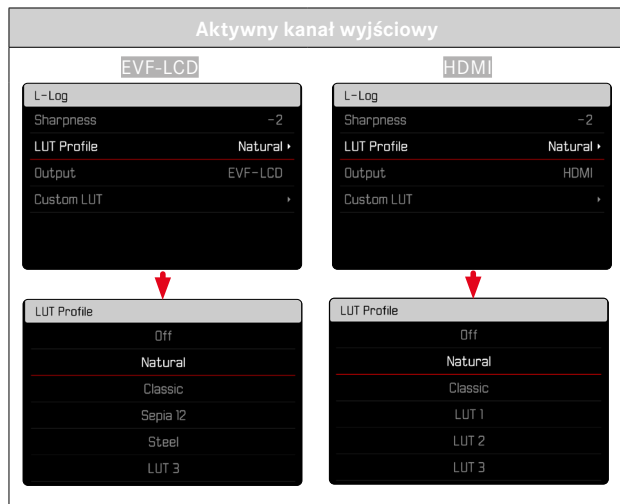 Aktywny kanał wyjściowy
EVF-LCD
L-Log
Sharpness -2
LUT Profile Natural
Output EVF-LCD
Custom LUT
LUT Profile
Off
Natural
Classic
Sepia 12
Steel
LUT 3
HDMI
L-Log
Sharpness -2
LUT Profile Natural
Output HDMI
Custom LUT
LUT Profile
Off
Natural
Classic
LUT 1
LUT 2
LUT 3